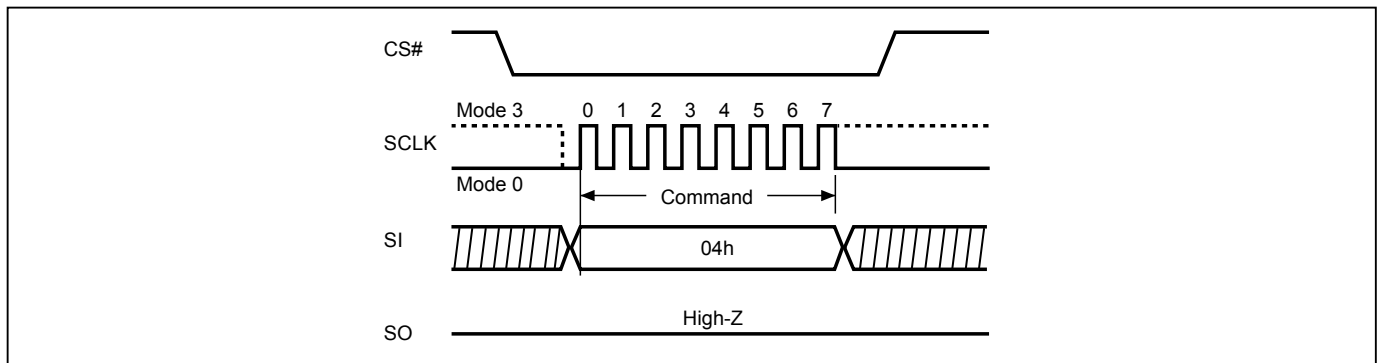 CS#
Mode 3 0 1 2 3 4 5 6 7
SCLK
Mode 0
Command
SI
04h
High-Z
SO